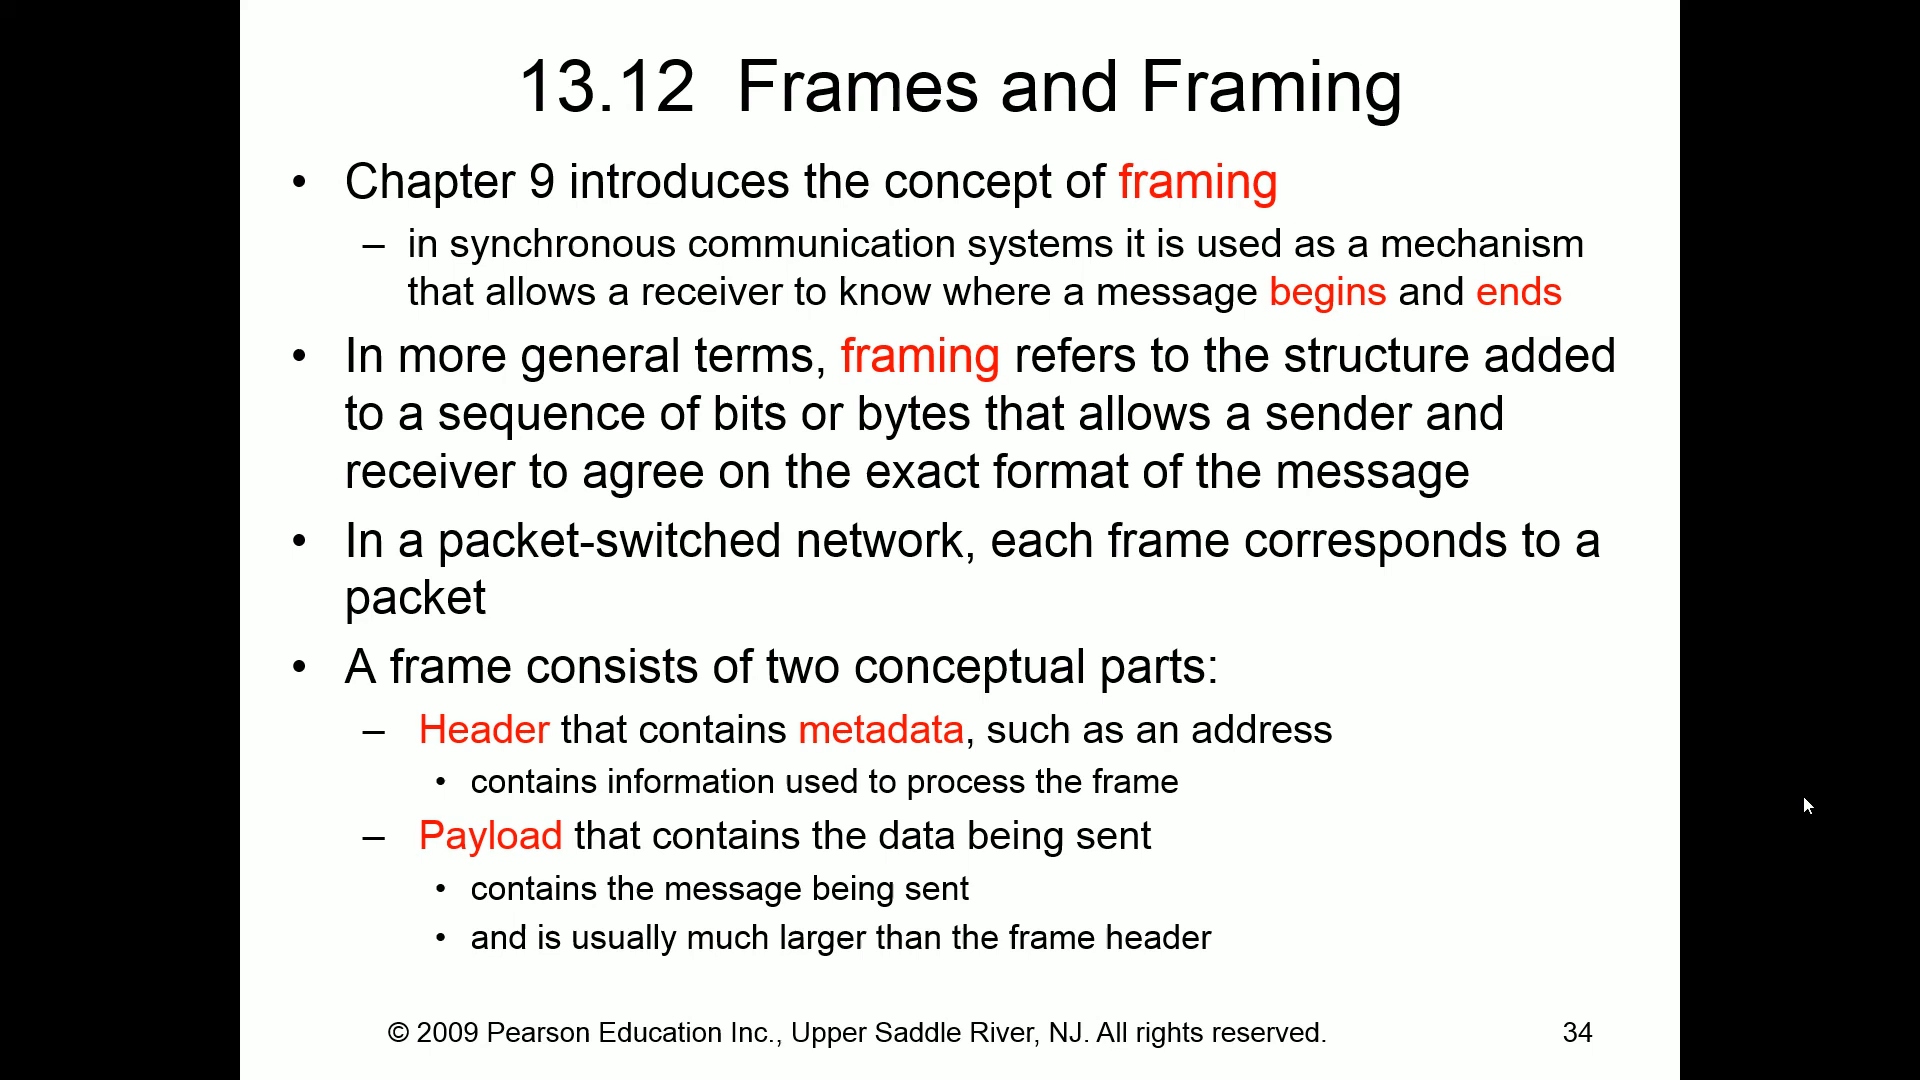 13.12 Frames and Framing
• Chapter 9 introduces the concept of framing
– in synchronous communication systems it is used as a mechanism
that allows a receiver to know where a message begins and ends
• In more general terms, framing refers to the structure added
to a sequence of bits or bytes that allows a sender and
receiver to agree on the exact format of the message
• In a packet-switched network, each frame corresponds to a
packet
• A frame consists of two conceptual parts:
– Header that contains metadata, such as an address
• contains information used to process the frame
– Payload that contains the data being sent
• contains the message being sent
• and is usually much larger than the frame header
© 2009 Pearson Education Inc., Upper Saddle River, NJ. All rights reserved. 34